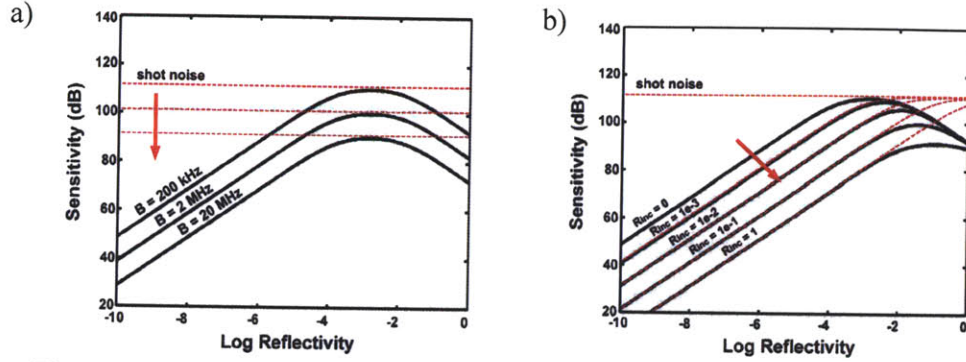 a)
140
120
100
80
60
40
20
Sensitivity (dB)
shot noise
B = 200 kHz
B = 2 MHz
B = 20 MHz
-10
-8
-6
-4
-2
0
Log Reflectivity
b)
140
120
100
80
60
40
20
Sensitivity (dB)
shot noise
Rinc = 0
Rinc = 1e-3
Rinc = 1e-2
Rinc = 1e-1
Rinc = 1
-10
-8
-6
-4
-2
0
Log Reflectivity